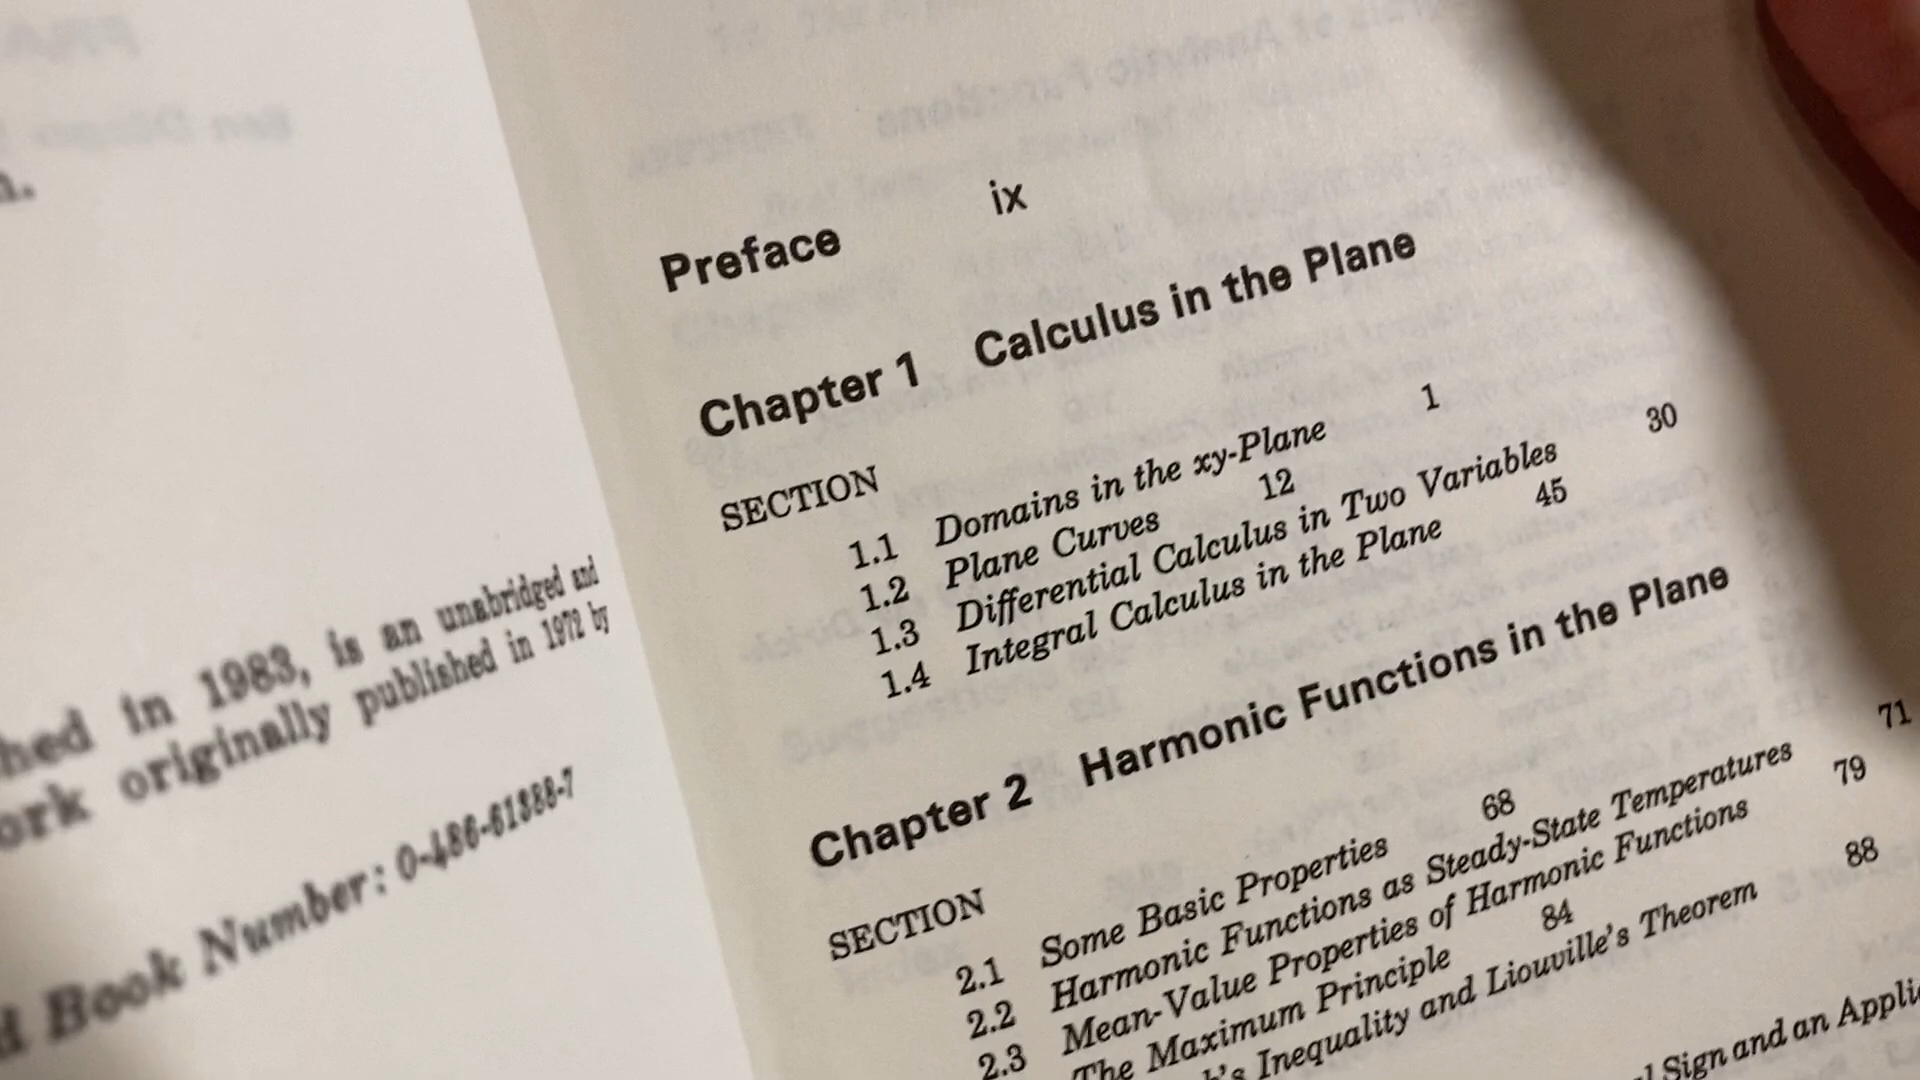 n.
hed in 1983, is an unabridged and
ork originally published in 1972 by
Book Number: 0-486-61388-7
Preface ix
Chapter 1 Calculus in the Plane
SECTION
1.1 Domains in the xy-Plane 1
1.2 Plane Curves 12
1.3 Differential Calculus in Two Variables 30
1.4 Integral Calculus in the Plane 45
Chapter 2 Harmonic Functions in the Plane
SECTION
2.1 Some Basic Properties 68
2.2 Harmonic Functions as Steady-State Temperatures 71
2.3 Mean-Value Properties of Harmonic Functions 79
The Maximum Principle 84
's Inequality and Liouville's Theorem 88
Sign and an Applic